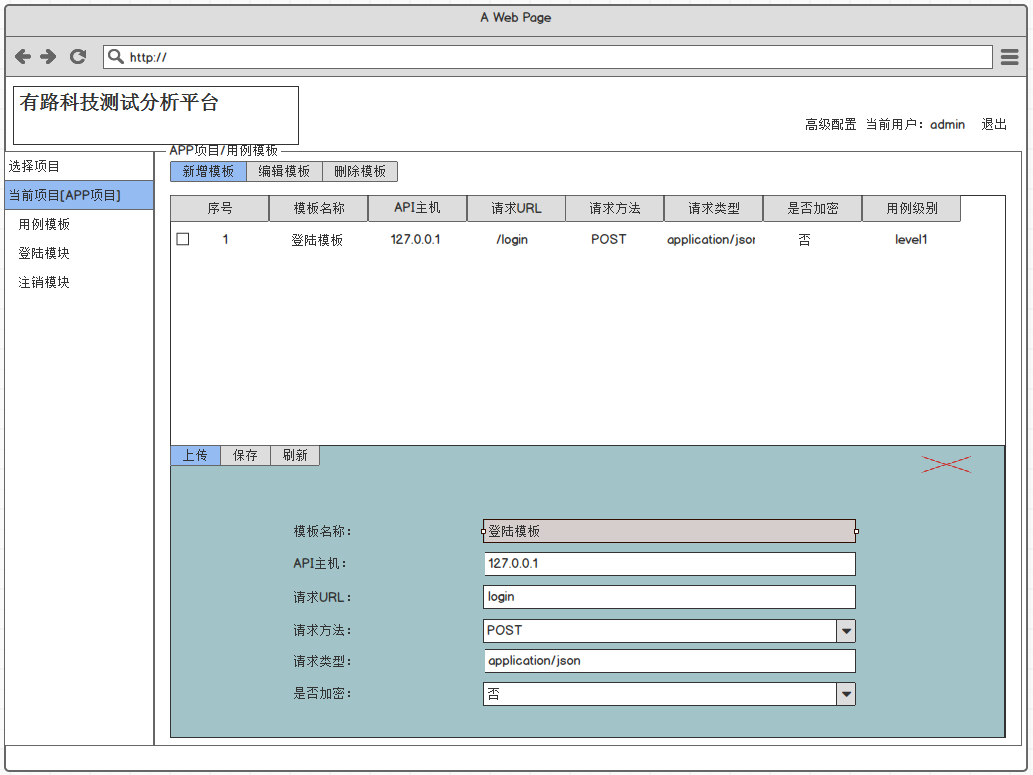 A Web Page
http://
有路科技测试分析平台
高级配置 当前用户：admin 退出
APP项目/用例模板
选择项目
新增模板 编辑模板 删除模板
当前项目[APP项目]
用例模板
登陆模块
注销模块
序号 模板名称 API主机 请求URL 请求方法 请求类型 是否加密 用例级别
1 登陆模板 127.0.0.1 /login POST application/jsor 否 level1
上传 保存 刷新
模板名称： 登陆模板
API主机： 127.0.0.1
请求URL： login
请求方法： POST
请求类型： application/json
是否加密： 否